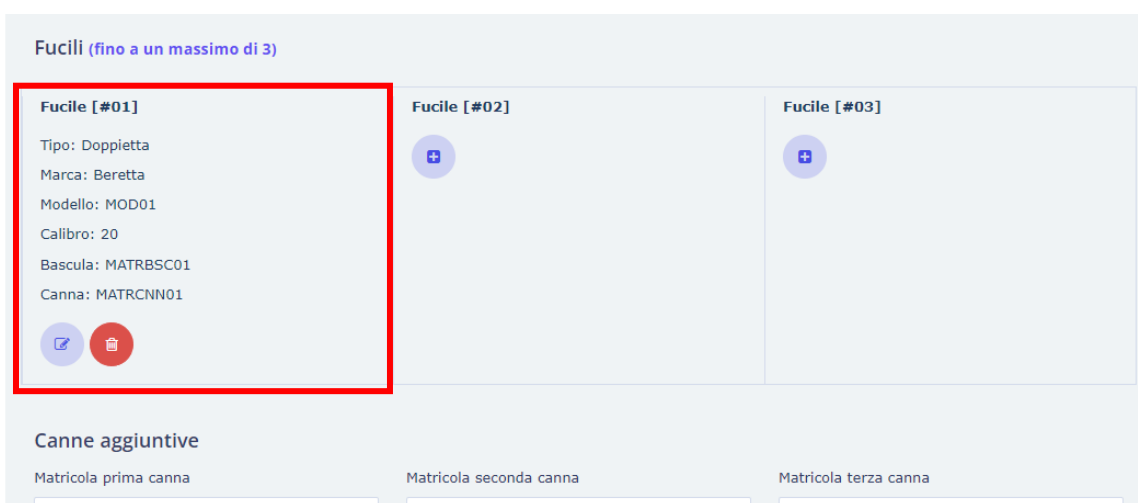 Fucili (fino a un massimo di 3)
Fucile [#01]
Tipo: Doppietta
Marca: Beretta
Modello: MOD01
Calibro: 20
Bascula: MATRBSC01
Canna: MATRCNN01
Fucile [#02]
Fucile [#03]
Canne aggiuntive
Matricola prima canna
Matricola seconda canna
Matricola terza canna